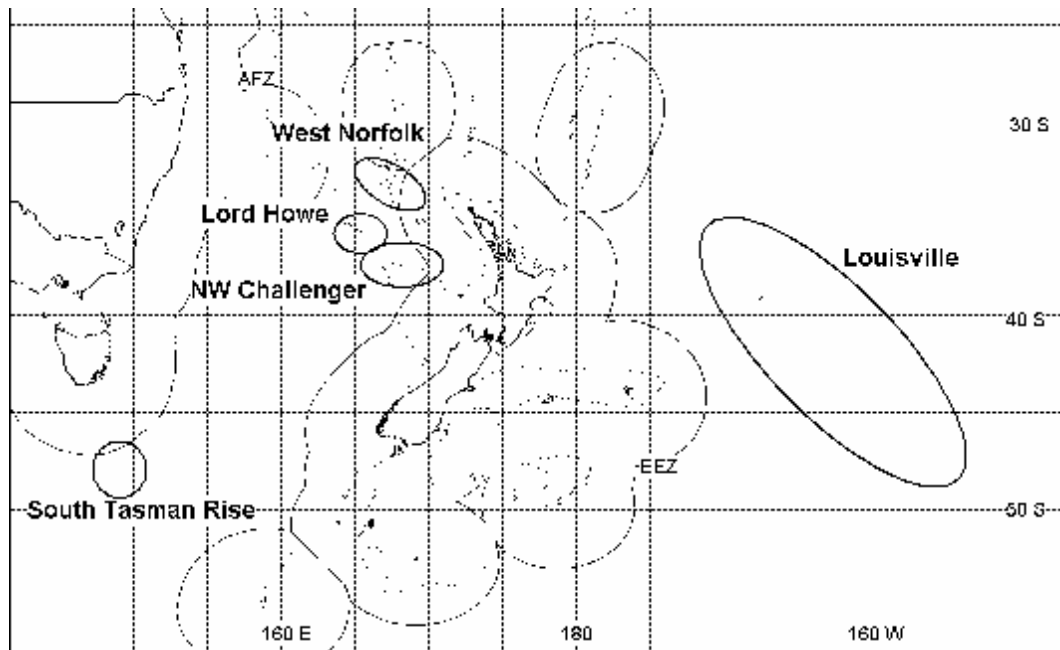 AFZ
West Norfolk
30 S
Lord Howe
Louisville
NW Challenger
40 S
EEZ
South Tasman Rise
50 S
160 E
180
160 W